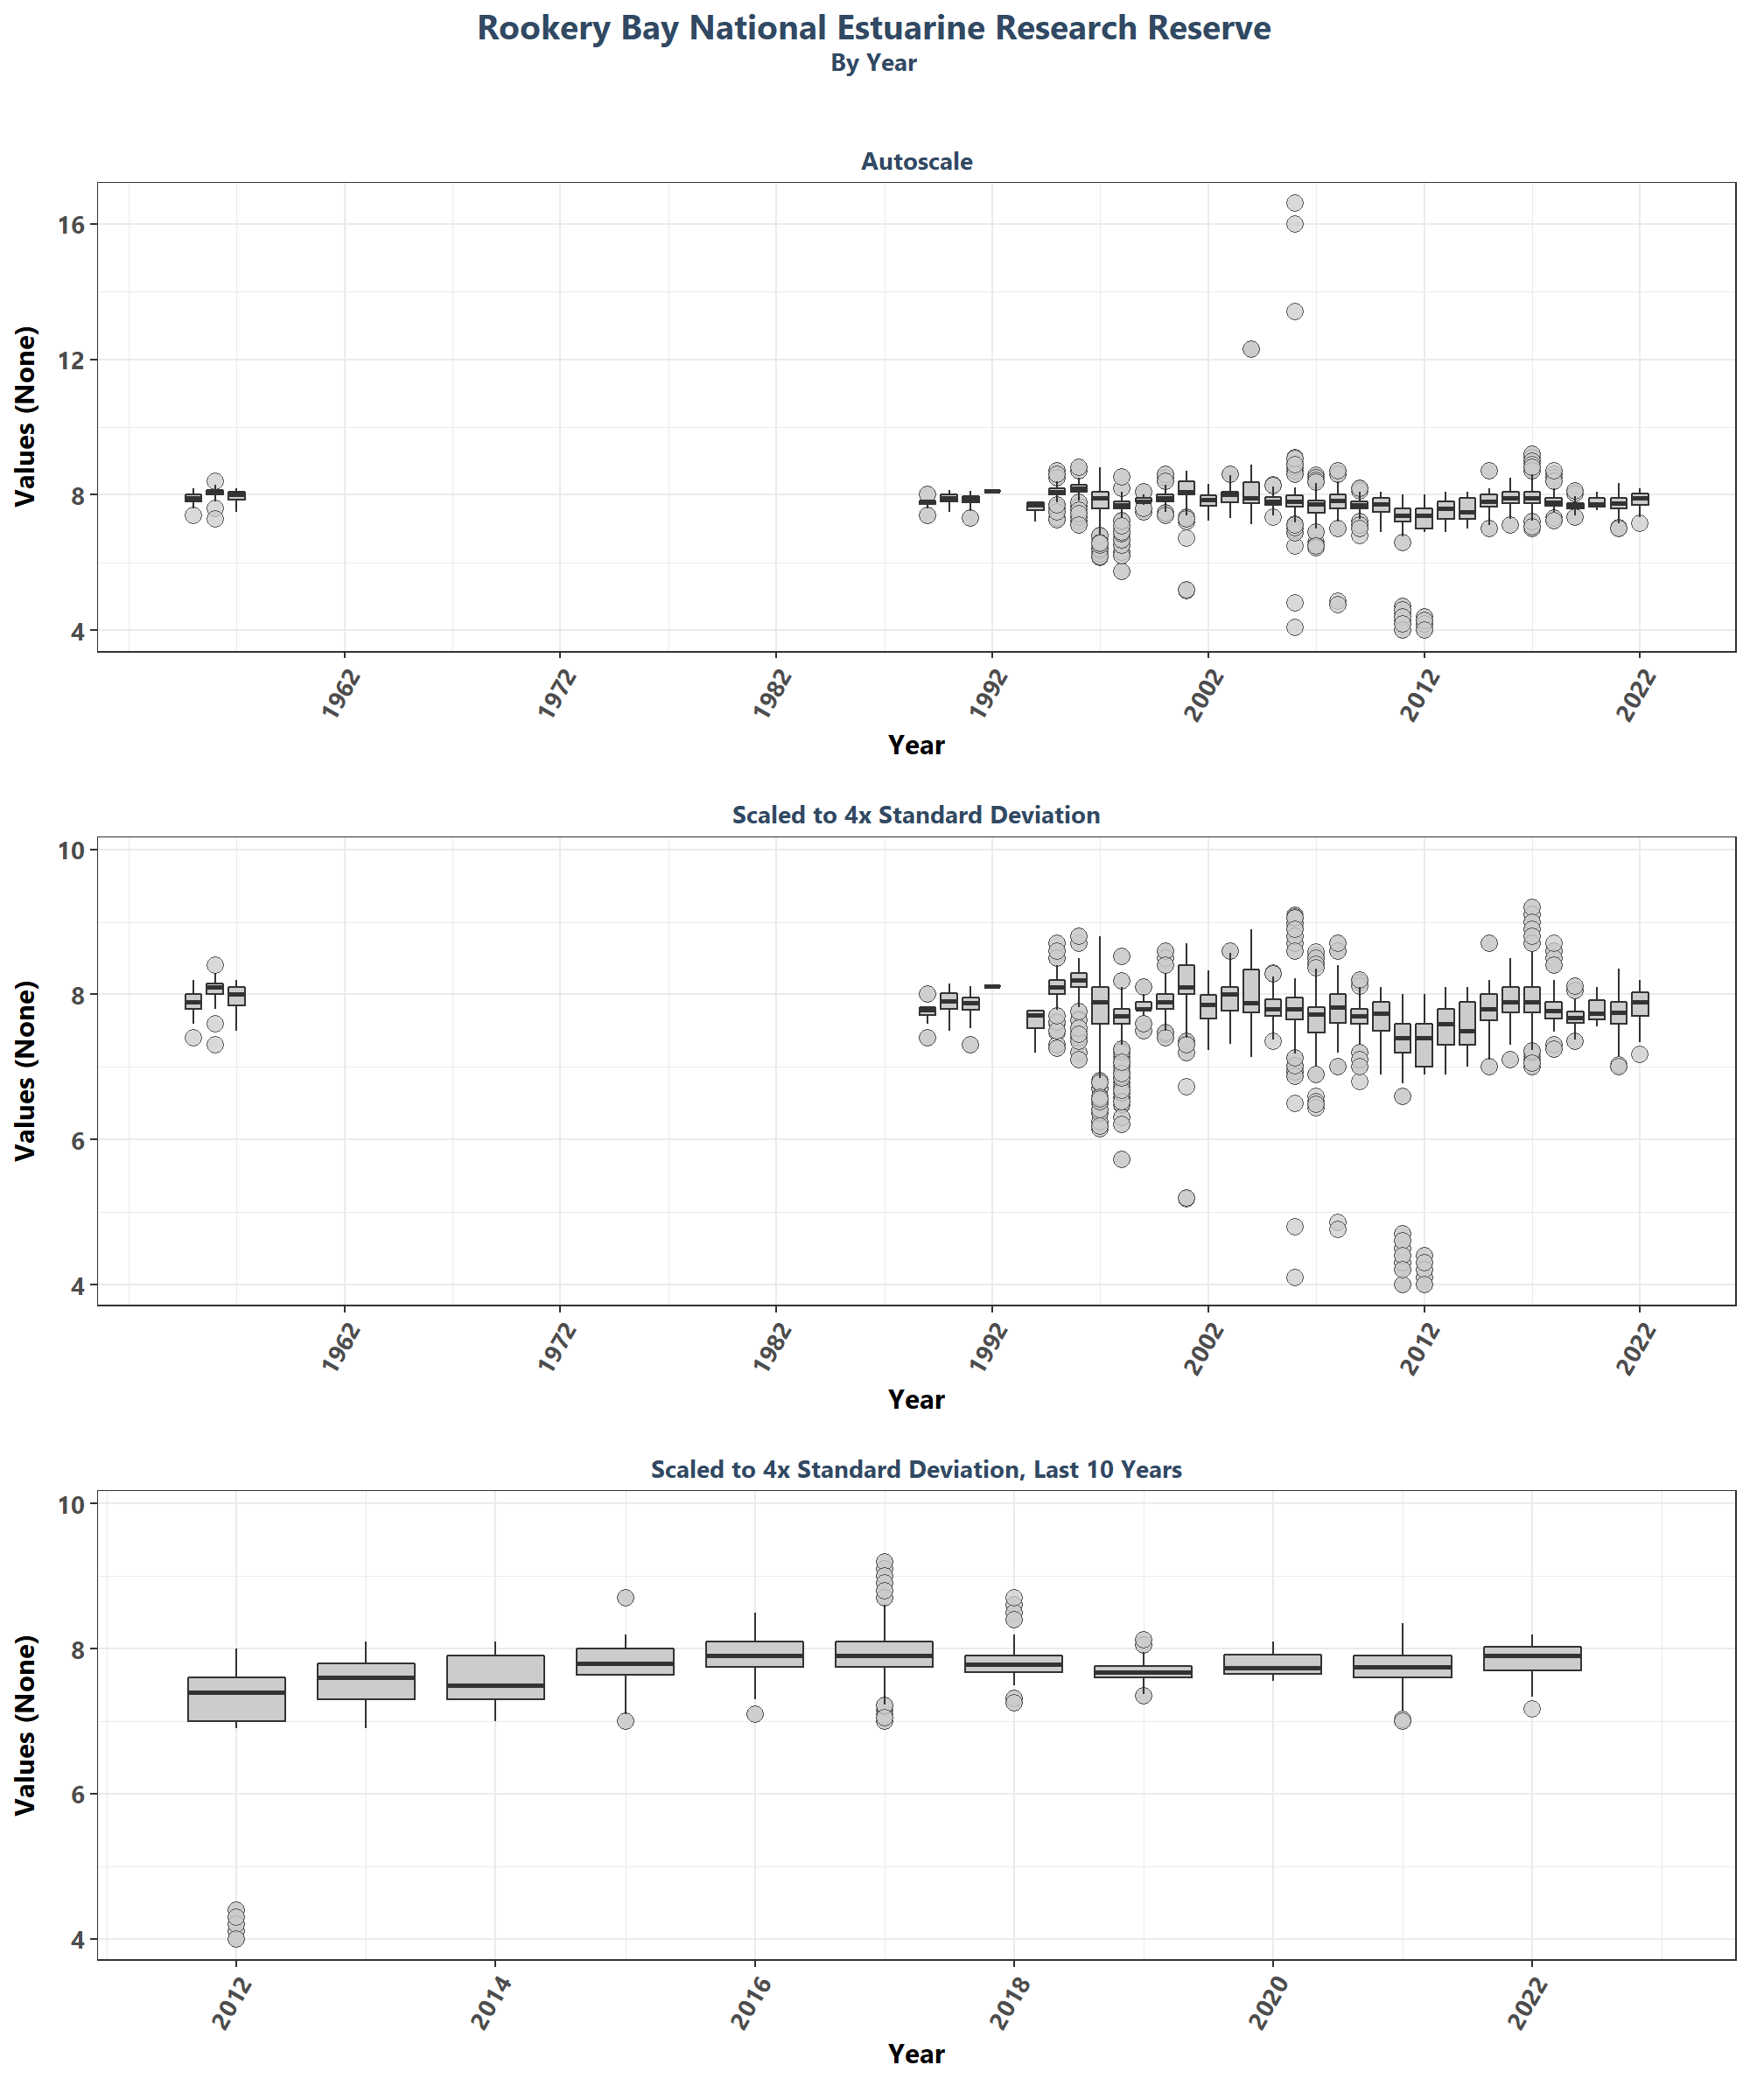 Rookery Bay National Estuarine Research Reserve
By Year
Autoscale
Values (None)
16
12
8
4
1962 1972 1982 1992 2002 2012 2022
Year
Scaled to 4x Standard Deviation
Values (None)
10
8
6
4
1962 1972 1982 1992 2002 2012 2022
Year
Scaled to 4x Standard Deviation, Last 10 Years
Values (None)
10
8
6
4
2012 2014 2016 2018 2020 2022
Year